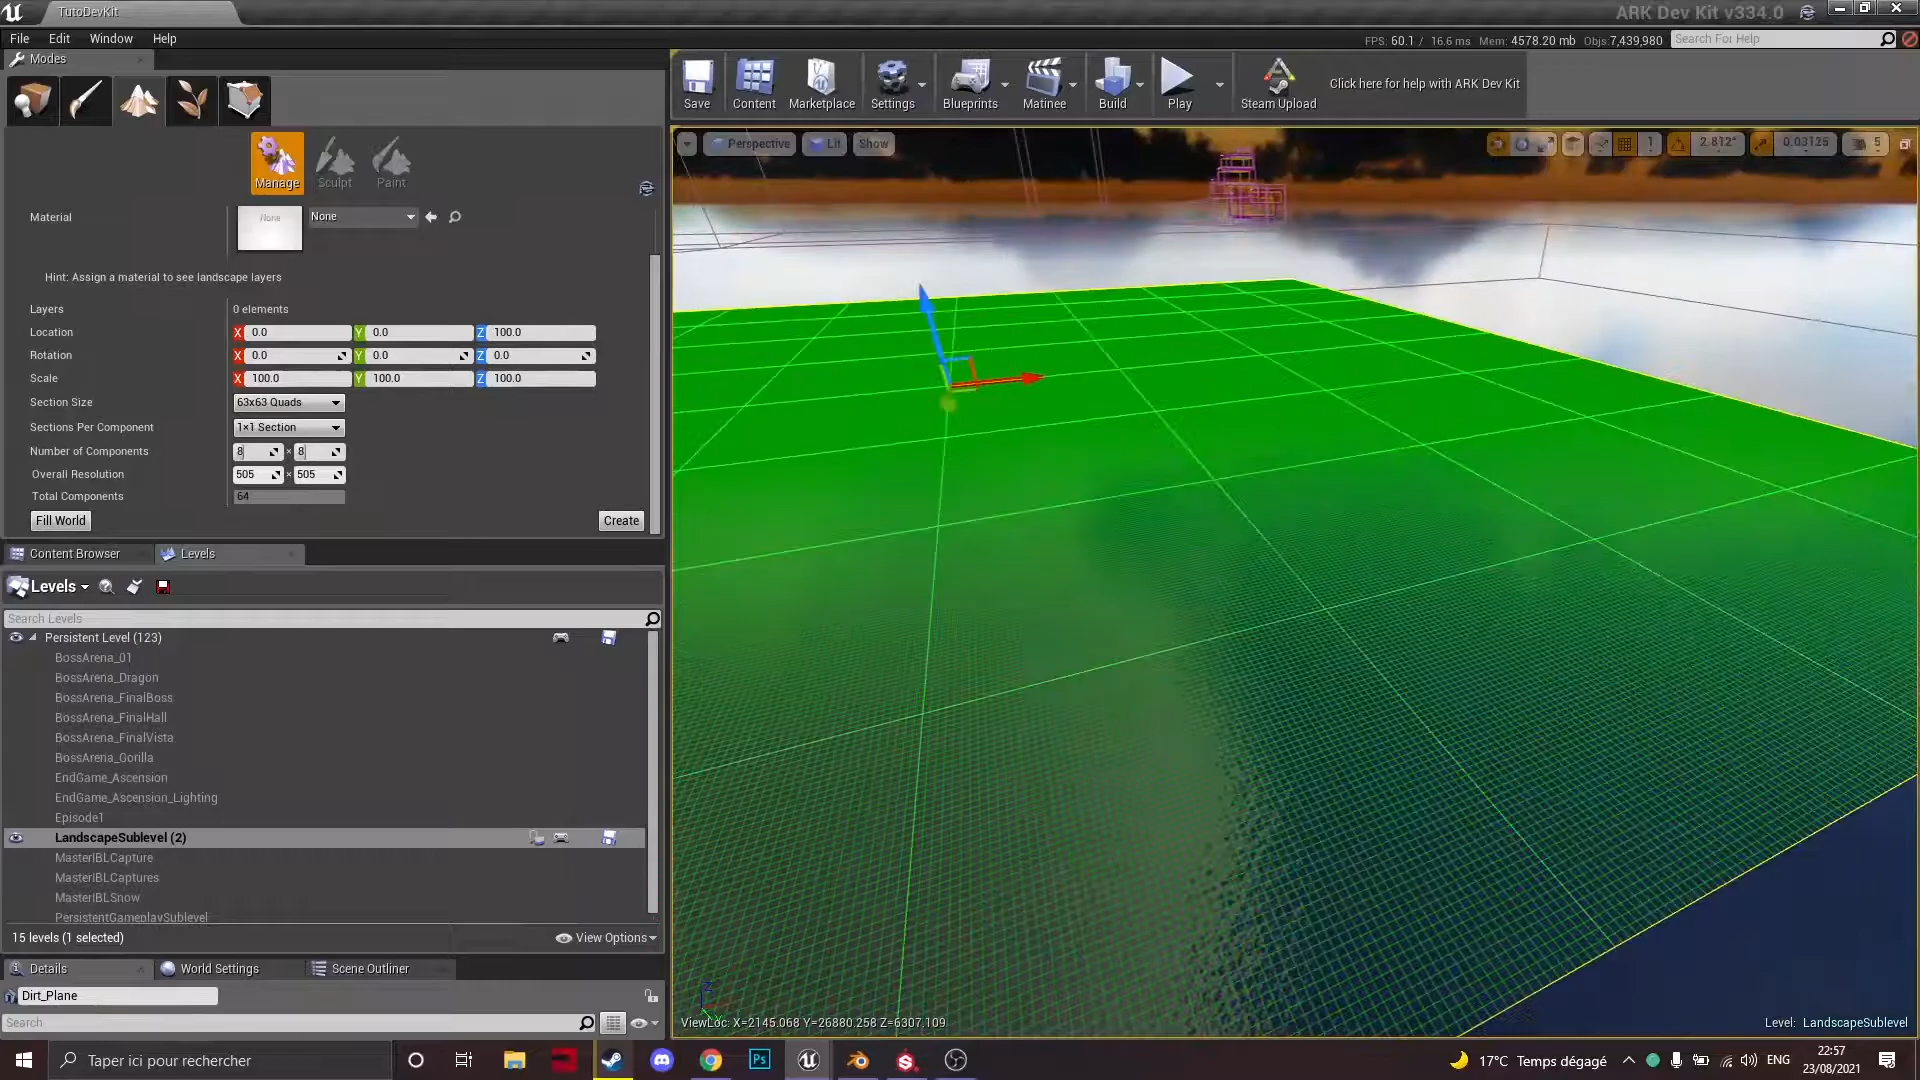 TutoDevKit
ARK Dev Kit v334.0
File Edit Window Help
FPS: 60.1 / 16.6 ms Mem: 4578.20 mb Objs: 7,439,980
Search For Help
Modes
Save Content Marketplace Settings Blueprints Matinee Build Play Steam Upload
Click here for help with ARK Dev Kit
Manage Sculpt Paint
Perspective Lit Show
1 2.812° 0.03125 5
Material None None
Hint: Assign a material to see landscape layers
Layers 0 elements
Location X 0.0 Y 0.0 Z 100.0
Rotation X 0.0 Y 0.0 Z 0.0
Scale X 100.0 Y 100.0 Z 100.0
Section Size 63x63 Quads
Sections Per Component 1×1 Section
Number of Components 8 × 8
Overall Resolution 505 × 505
Total Components 64
Fill World Create
Content Browser Levels
Levels
Search Levels
Persistent Level (123)
BossArena_01
BossArena_Dragon
BossArena_FinalBoss
BossArena_FinalHall
BossArena_FinalVista
BossArena_Gorilla
EndGame_Ascension
EndGame_Ascension_Lighting
Episode1
LandscapeSublevel (2)
MasterIBLCapture
MasterIBLCaptures
MasterIBLSnow
PersistentGameplaySublevel
15 levels (1 selected) View Options
Details World Settings Scene Outliner
Dirt_Plane
Search
Z
ViewLoc: X=2145.068 Y=26880.258 Z=6307.109
Level: LandscapeSublevel
Taper ici pour rechercher
Ps
17°C Temps dégagé
ENG
22:57
23/08/2021